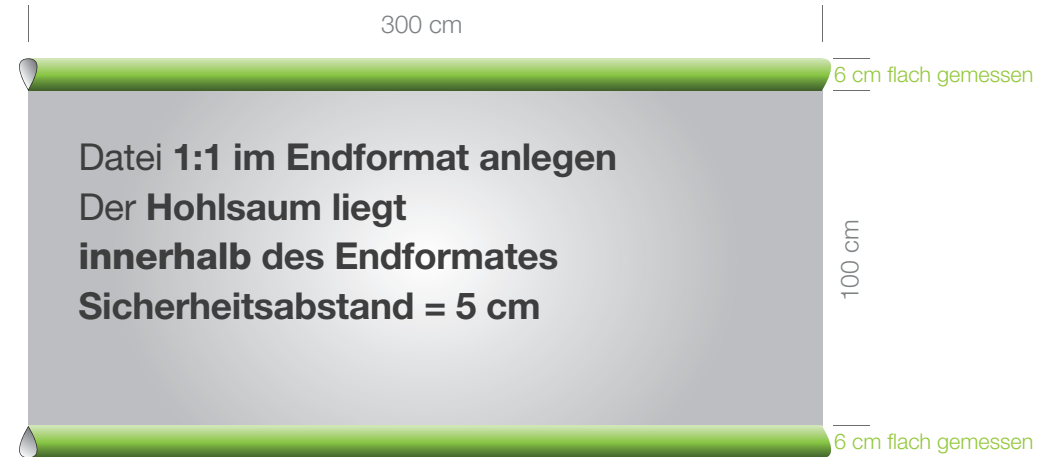 300 cm
6 cm flach gemessen
Datei 1:1 im Endformat anlegen
Der Hohlsaum liegt
innerhalb des Endformates
Sicherheitsabstand = 5 cm
100 cm
6 cm flach gemessen